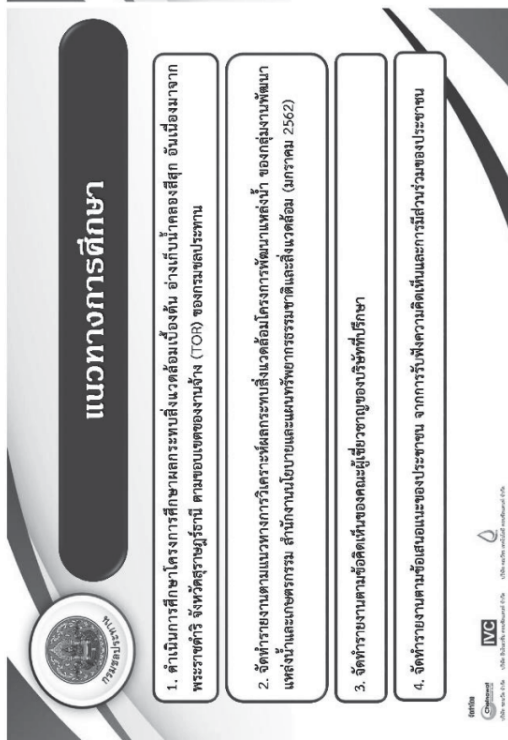 แนวทางการศึกษา
กรมชลประทาน
1. ดำเนินการศึกษาโครงการศึกษาผลกระทบสิ่งแวดล้อมเบื้องต้น อ่างเก็บน้ำคลองสีสุก อันเนื่องมาจาก
พระราชดำริ จังหวัดสุราษฎร์ธานี ตามขอบเขตของงานจ้าง (TOR) ของกรมชลประทาน
2. จัดทำรายงานตามแนวทางการวิเคราะห์ผลกระทบสิ่งแวดล้อมโครงการพัฒนาแหล่งน้ำ ของกลุ่มงานพัฒนา
แหล่งน้ำและเกษตรกรรม สำนักงานนโยบายและแผนทรัพยากรธรรมชาติและสิ่งแวดล้อม (มกราคม 2562)
3. จัดทำรายงานตามข้อคิดเห็นของคณะผู้เชี่ยวชาญของบริษัทที่ปรึกษา
4. จัดทำรายงานตามข้อเสนอแนะของประชาชน จากการรับฟังความคิดเห็นและการมีส่วนร่วมของประชาชน
IVC